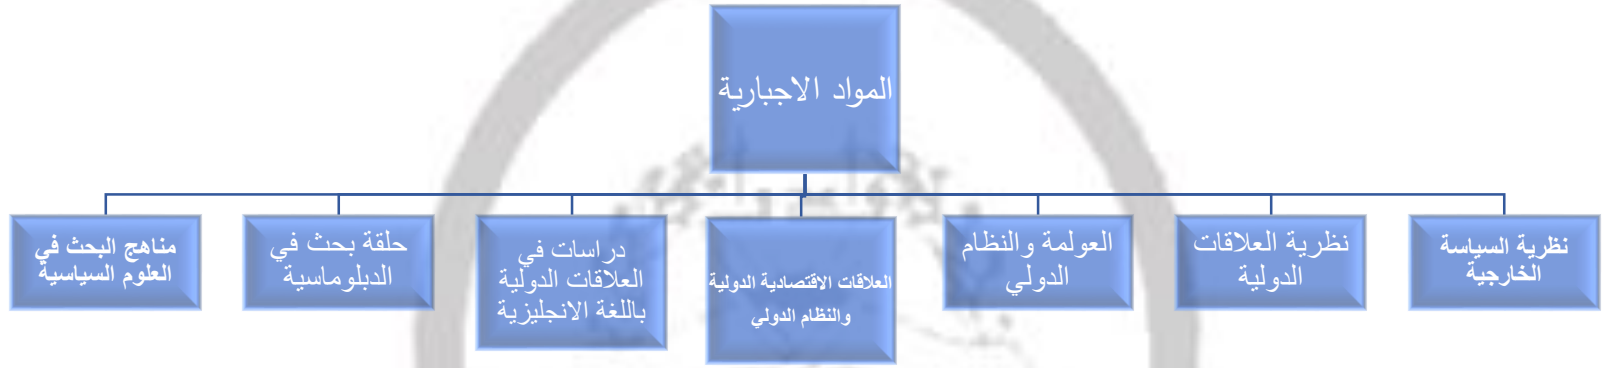 المواد الاجبارية
نظرية السياسة
الخارجية
نظرية العلاقات
الدولية
العولمة والنظام
الدولي
العلاقات الاقتصادية الدولية
والنظام الدولي
دراسات في
العلاقات الدولية
باللغة الانجليزية
حلقة بحث في
الدبلوماسية
مناهج البحث في
العلوم السياسية